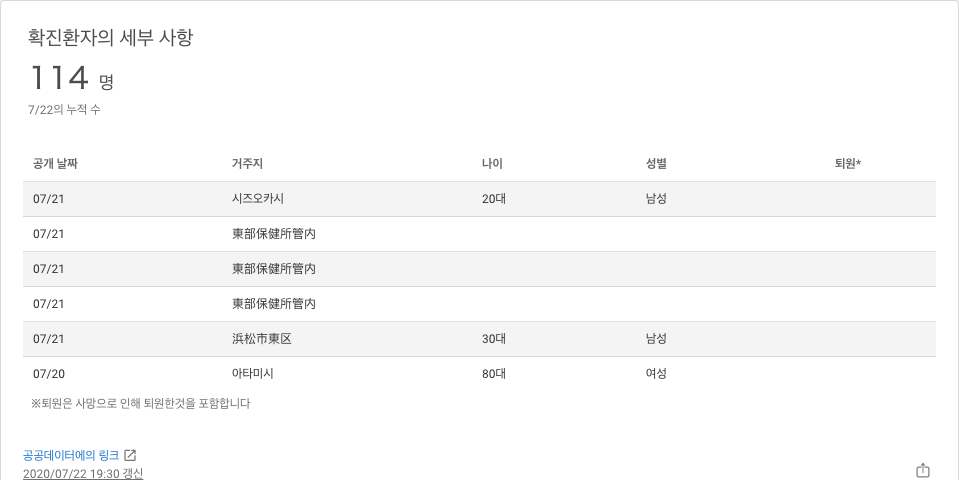 확진환자의 세부 사항
114 명
7/22의 누적 수
공개 날짜 거주지 나이 성별 퇴원*
07/21 시즈오카시 20대 남성
07/21 東部保健所管内
07/21 東部保健所管内
07/21 東部保健所管内
07/21 浜松市東区 30대 남성
07/20 아타미시 80대 여성
※퇴원은 사망으로 인해 퇴원한것을 포함합니다
공공데이터에의 링크
2020/07/22 19:30 갱신